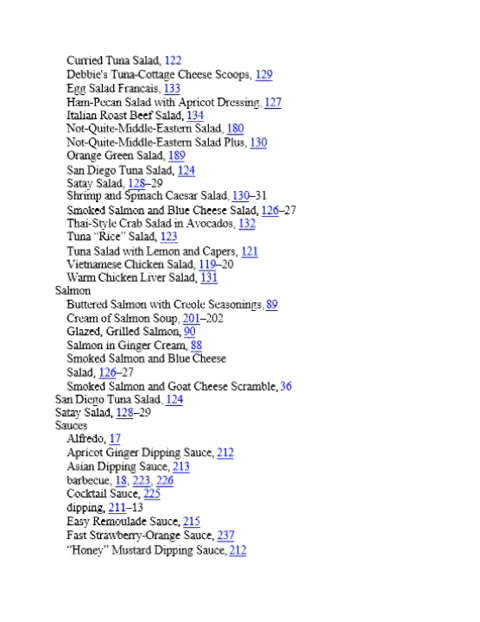 Curried Tuna Salad, 122
Debbie's Tuna-Cottage Cheese Scoops, 129
Egg Salad Francais, 133
Ham-Pecan Salad with Apricot Dressing, 127
Italian Roast Beef Salad, 134
Not-Quite-Middle-Eastern Salad, 180
Not-Quite-Middle-Eastern Salad Plus, 130
Orange Green Salad, 189
San Diego Tuna Salad, 124
Satay Salad, 128–29
Shrimp and Spinach Caesar Salad, 130–31
Smoked Salmon and Blue Cheese Salad, 126–27
Thai-Style Crab Salad in Avocados, 132
Tuna “Rice” Salad, 123
Tuna Salad with Lemon and Capers, 121
Vietnamese Chicken Salad, 119–20
Warm Chicken Liver Salad, 131
Salmon
Buttered Salmon with Creole Seasonings, 89
Cream of Salmon Soup, 201–202
Glazed, Grilled Salmon, 90
Salmon in Ginger Cream, 88
Smoked Salmon and Blue Cheese
Salad, 126–27
Smoked Salmon and Goat Cheese Scramble, 36
San Diego Tuna Salad, 124
Satay Salad, 128–29
Sauces
Alfredo, 17
Apricot Ginger Dipping Sauce, 212
Asian Dipping Sauce, 213
barbecue, 18, 223, 226
Cocktail Sauce, 225
dipping, 211–13
Easy Remoulade Sauce, 215
Fast Strawberry-Orange Sauce, 237
“Honey” Mustard Dipping Sauce, 212